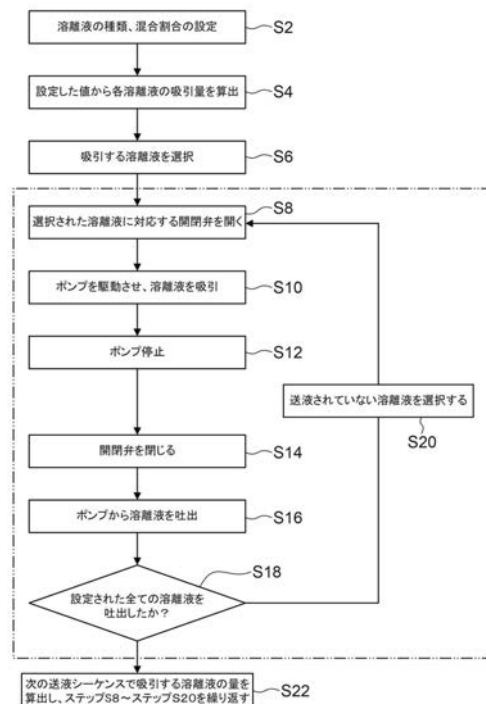 溶離液の種類、混合割合の設定
S2
設定した値から各溶離液の吸引量を算出
S4
吸引する溶離液を選択
S6
選択された溶離液に対応する開閉弁を開く
S8
ポンプを駆動させ、溶離液を吸引
S10
ポンプ停止
S12
送液されていない溶離液を選択する
S20
開閉弁を閉じる
S14
ポンプから溶離液を吐出
S16
設定された全ての溶離液を
吐出したか？
S18
次の送液シーケンスで吸引する溶離液の量を
算出し、ステップS8～ステップS20を繰り返す
S22